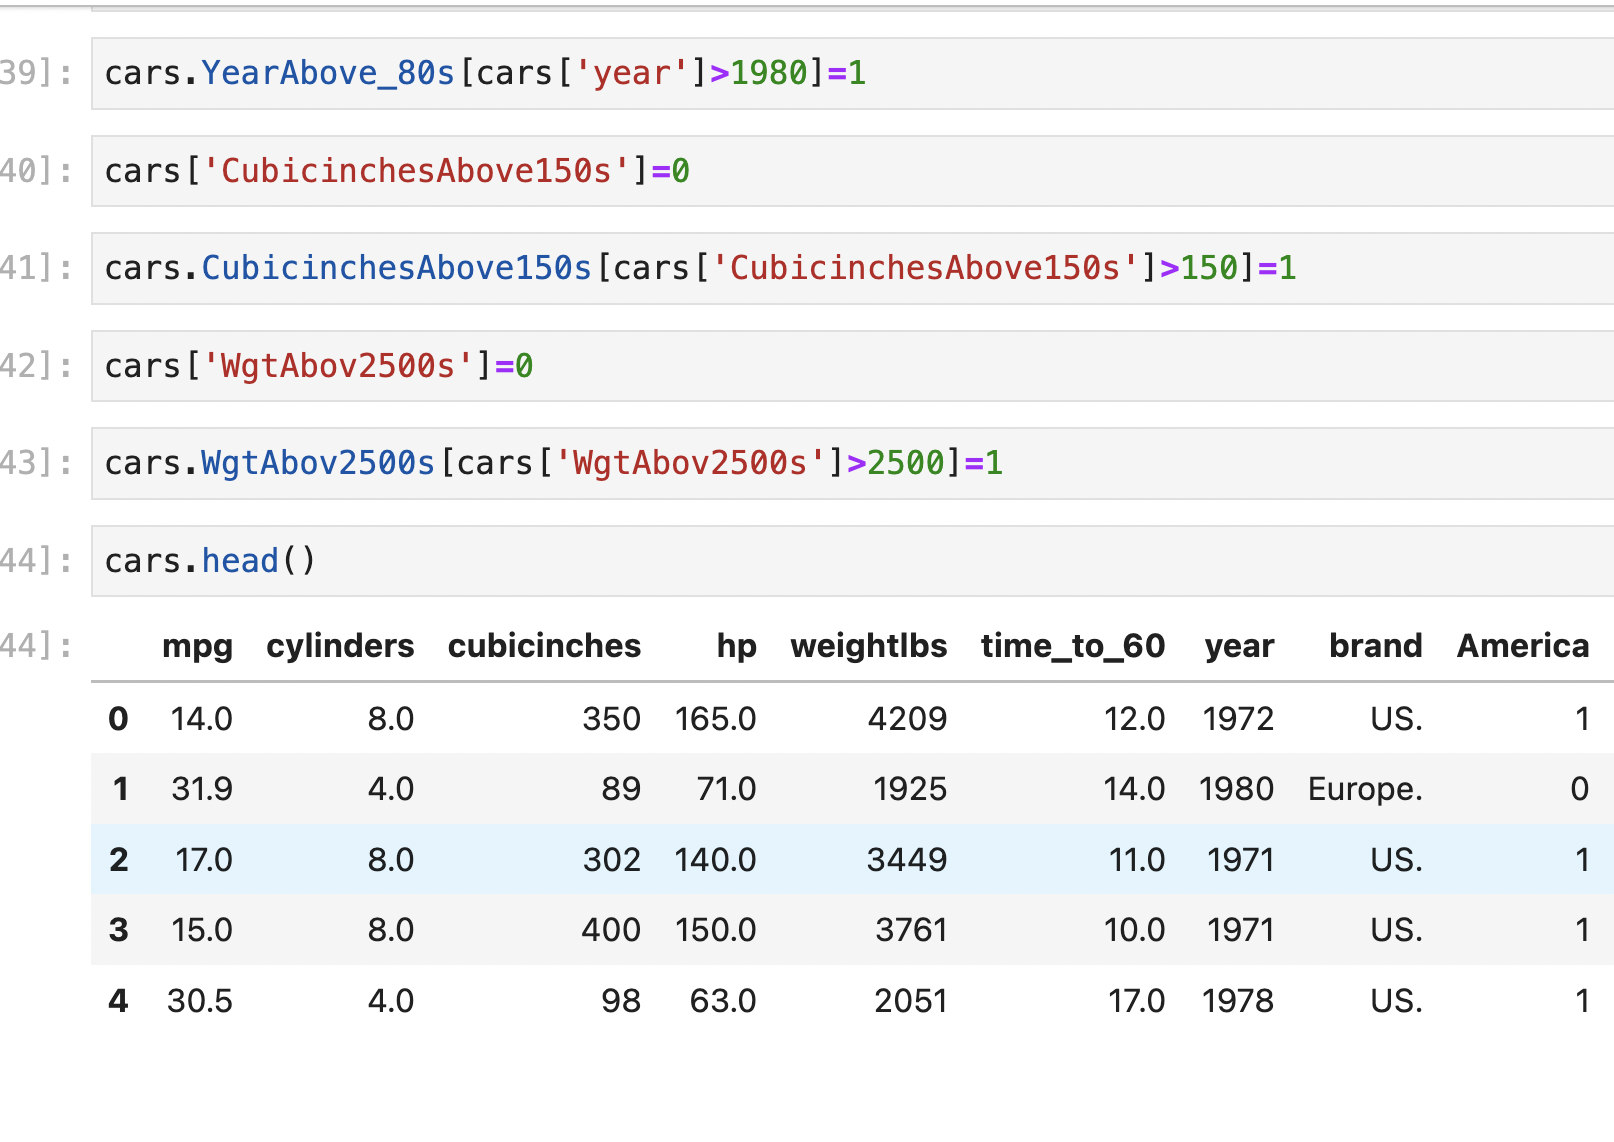 39]: cars.YearAbove_80s[cars['year']>1980]=1
40]: cars['CubicinchesAbove150s']=0
41]: cars.CubicinchesAbove150s[cars['CubicinchesAbove150s']>150]=1
42]: cars['WgtAbov2500s']=0
43]: cars.WgtAbov2500s[cars['WgtAbov2500s']>2500]=1
44]: cars.head()
44]: mpg cylinders cubicinches hp weightlbs time_to_60 year brand America
0 14.0 8.0 350 165.0 4209 12.0 1972 US. 1
1 31.9 4.0 89 71.0 1925 14.0 1980 Europe. 0
2 17.0 8.0 302 140.0 3449 11.0 1971 US. 1
3 15.0 8.0 400 150.0 3761 10.0 1971 US. 1
4 30.5 4.0 98 63.0 2051 17.0 1978 US. 1